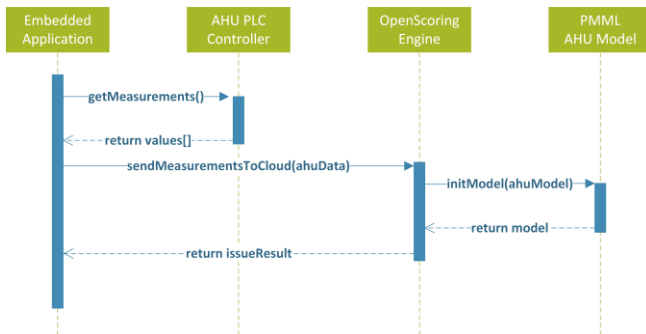 Embedded
Application
AHU PLC
Controller
OpenScoring
Engine
PMML
AHU Model
getMeasurements()
return values[]
sendMeasurementsToCloud(ahuData)
initModel(ahuModel)
return model
return issueResult